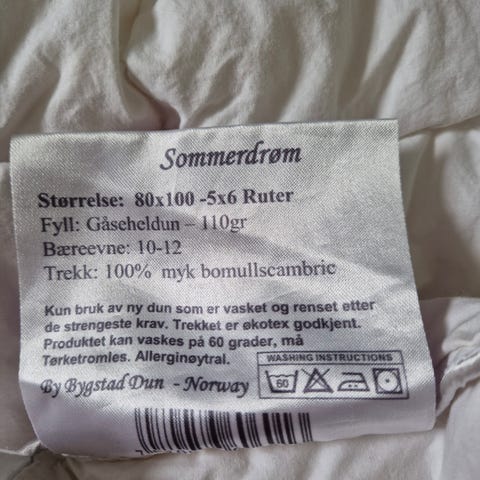 Sommerdrøm
Størrelse: 80x100 -5x6 Ruter
Fyll: Gåseheldun – 110gr
Bæreevne: 10-12
Trekk: 100% myk bomullscambric
Kun bruk av ny dun som er vasket og renset etter
de strengeste krav. Trekket er økotex godkjent.
Produktet kan vaskes på 60 grader, må
Tørketromles. Allerginøytral.
WASHING INSTRUCTIONS
60
By Bygstad Dun - Norway